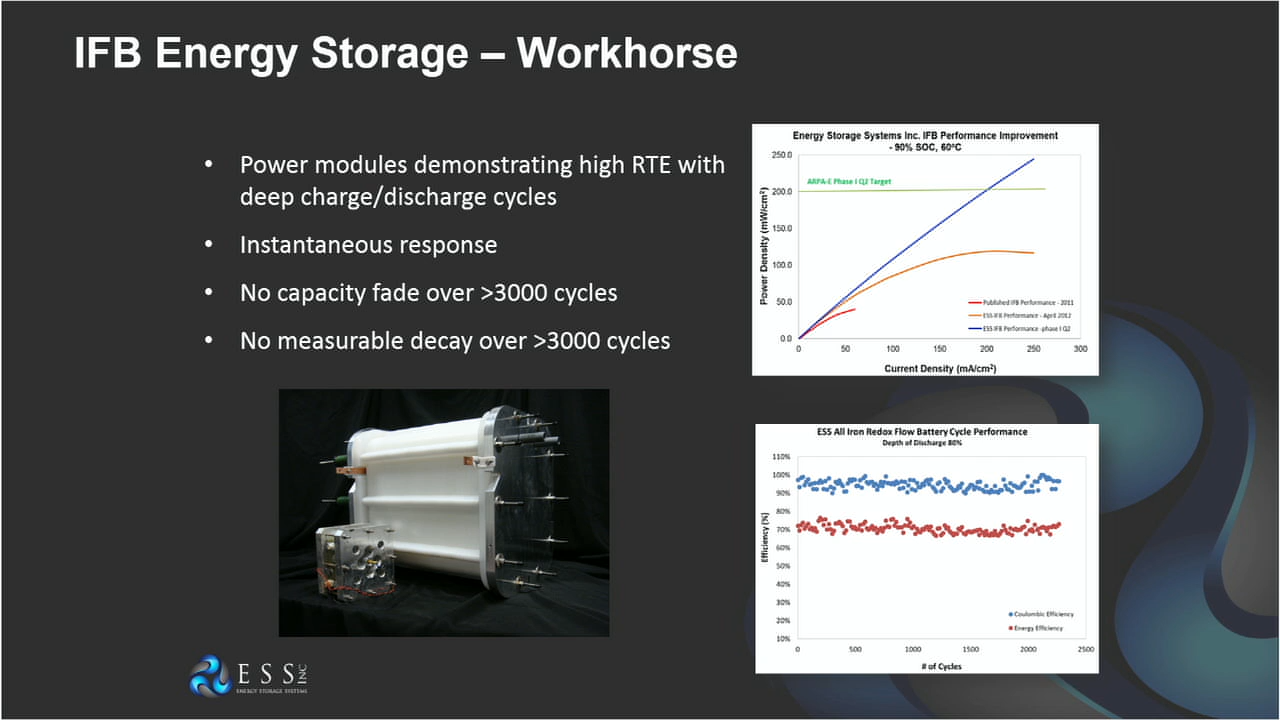 IFB Energy Storage – Workhorse
• Power modules demonstrating high RTE with
deep charge/discharge cycles
• Instantaneous response
• No capacity fade over >3000 cycles
• No measurable decay over >3000 cycles
Energy Storage Systems Inc. IFB Performance Improvement
- 90% SOC, 60ºC
250.0
200.0
150.0
100.0
50.0
0.0
Power Density (mW/cm²)
ARPA-E Phase I Q2 Target
Published IFB Performance - 2011
ESS IFB Performance - April 2012
ESS IFB Performance -phase I Q2
0 50 100 150 200 250 300
Current Density (mA/cm²)
ESS All Iron Redox Flow Battery Cycle Performance
Depth of Discharge 80%
110%
100%
90%
80%
70%
60%
50%
40%
30%
20%
10%
Efficiency [%]
Coulombic Efficiency
Energy Efficiency
0 500 1000 1500 2000 2500
# of Cycles
ESS INC
ENERGY STORAGE SYSTEMS